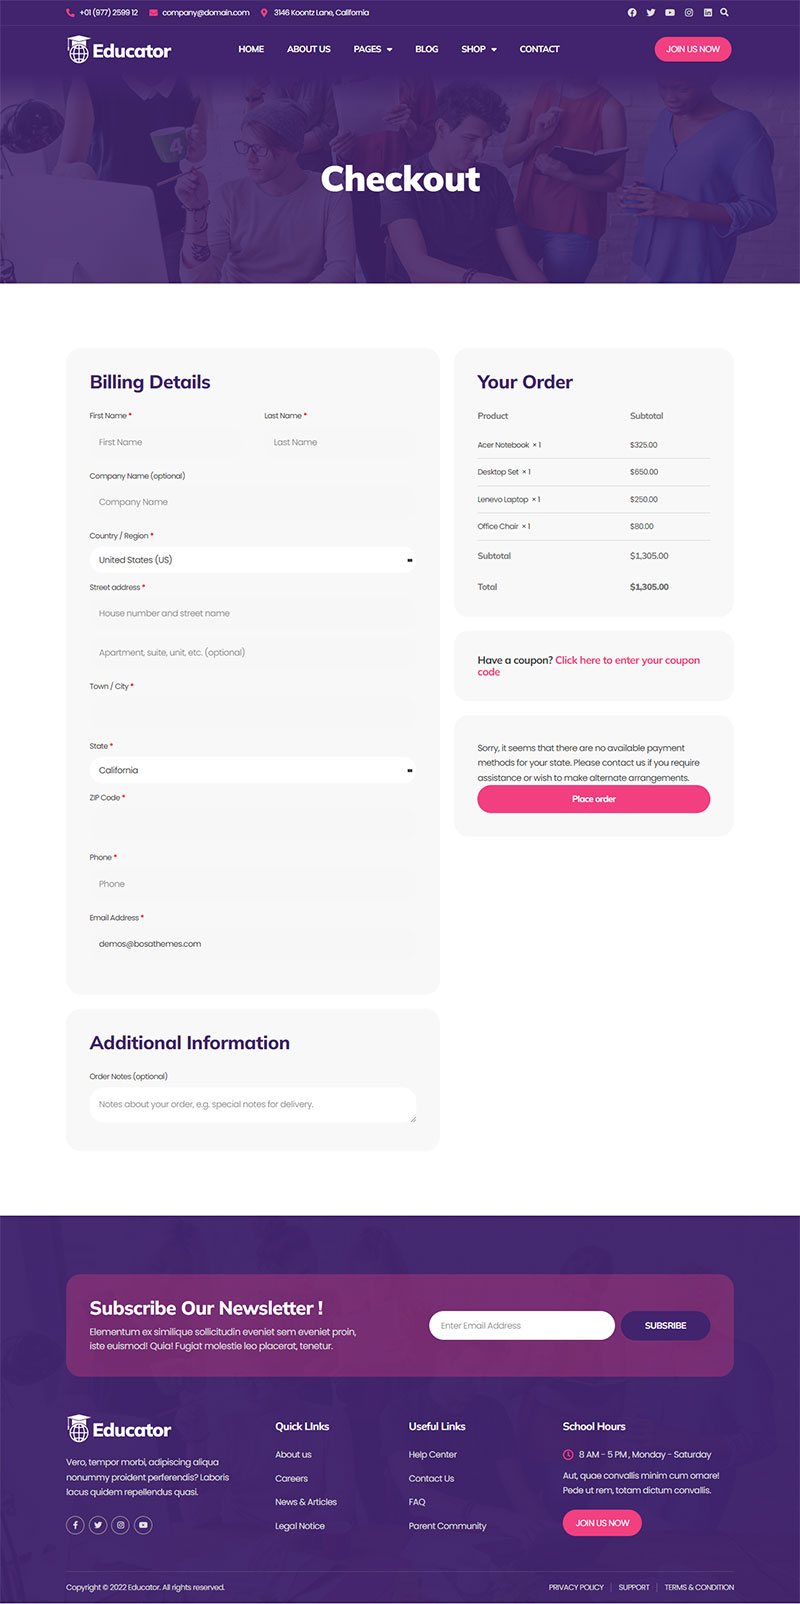 +01 (977) 2599 12 company@domain.com 3146 Koontz Lane, California
Educator HOME ABOUT US PAGES BLOG SHOP CONTACT JOIN US NOW
4
Checkout
Billing Details
First Name * Last Name *
First Name Last Name
Company Name (optional)
Company Name
Country / Region *
United States (US)
Street address *
House number and street name
Apartment, suite, unit, etc. (optional)
Town / City *
State *
California
ZIP Code *
Phone *
Phone
Email Address *
demos@bosathemes.com
Additional Information
Order Notes (optional)
Notes about your order, e.g. special notes for delivery.
Your Order
Product Subtotal
Acer Notebook × 1 $325.00
Desktop Set × 1 $650.00
Lenevo Laptop × 1 $250.00
Office Chair × 1 $80.00
Subtotal $1,305.00
Total $1,305.00
Have a coupon? Click here to enter your coupon
code
Sorry, it seems that there are no available payment
methods for your state. Please contact us if you require
assistance or wish to make alternate arrangements.
Place order
Subscribe Our Newsletter !
Elementum ex similique sollicitudin eveniet sem eveniet proin,
iste euismod! Quia! Fugiat molestie leo placerat, tenetur.
Enter Email Address SUBSRIBE
Educator
Vero, tempor morbi, adipiscing aliqua
nonummy proident perferendis? Laboris
lacus quidem repellendus quasi.
Quick LInks
About us
Careers
News & Articles
Legal Notice
Useful Links
Help Center
Contact Us
FAQ
Parent Community
School Hours
8 AM - 5 PM , Monday - Saturday
Aut, quae convallis minim cum ornare!
Pede ut rem, totam dictum convallis.
JOIN US NOW
Copyright © 2022 Educator. All rights reserved. PRIVACY POLICY SUPPORT TERMS & CONDITION